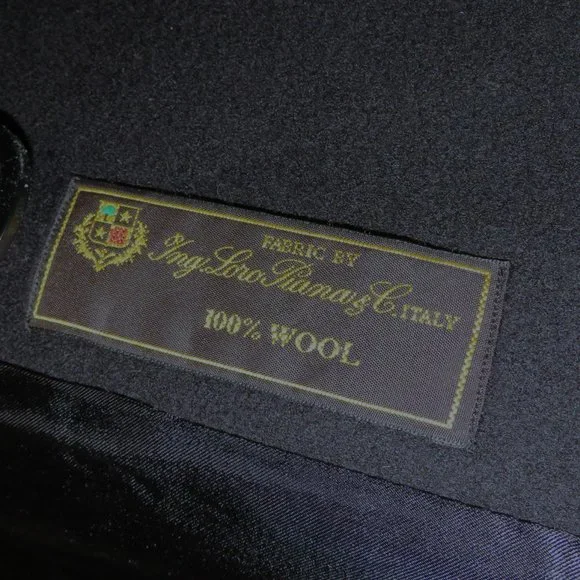 FABRIC BY
Ing. Loro Piana & C. ITALY
100% WOOL